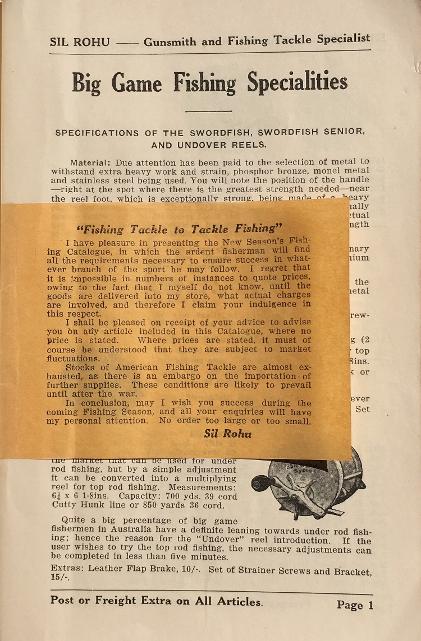 SIL ROHU —— Gunsmith and Fishing Tackle Specialist
Big Game Fishing Specialities
SPECIFICATIONS OF THE SWORDFISH, SWORDFISH SENIOR,
AND UNDOVER REELS.
Material: Due attention has been paid to the selection of metal to
withstand extra heavy work and strain, phosphor bronze, monel metal
and stainless steel being used. You will note the position of the handle
—right at the spot where there is the greatest strength needed—near
the reel foot, which is exceptionally strong, being made of a heavy
"Fishing Tackle to Tackle Fishing"
I have pleasure in presenting the New Season's Fish-
ing Catalogue, in which the ardent fisherman will find
all the requirements necessary to ensure success in what-
ever branch of the sport he may follow. I regret that
it is impossible in numbers of instances to quote prices,
owing to the fact that I myself do not know, until the
goods are delivered into my store, what actual charges
are involved, and therefore I claim your indulgence in
this respect.
I shall be pleased on receipt of your advice to advise
you on any article included in this Catalogue, where no
price is stated. Where prices are stated, it must of
course be understood that they are subject to market
fluctuations.
Stocks of American Fishing Tackle are almost ex-
hausted, as there is an embargo on the importation of
further supplies. These conditions are likely to prevail
until after the war.
In conclusion, may I wish you success during the
coming Fishing Season, and all your enquiries will have
my personal attention. No order too large or too small.
Sil Rohu
the market that can be used for under
rod fishing, but by a simple adjustment
it can be converted into a multiplying
reel for top rod fishing. Measurements:
6¼ x 6 1-8ins. Capacity: 700 yds. 39 cord
Cutty Hunk line or 850 yards 36 cord.
Quite a big percentage of big game
fishermen in Australia have a definite leaning towards under rod fish-
ing; hence the reason for the "Undover" reel introduction. If the
user wishes to try the top rod fishing, the necessary adjustments can
be completed in less than five minutes.
Extras: Leather Flap Brake, 10/-. Set of Strainer Screws and Bracket,
15/-.
Post or Freight Extra on All Articles.
Page 1